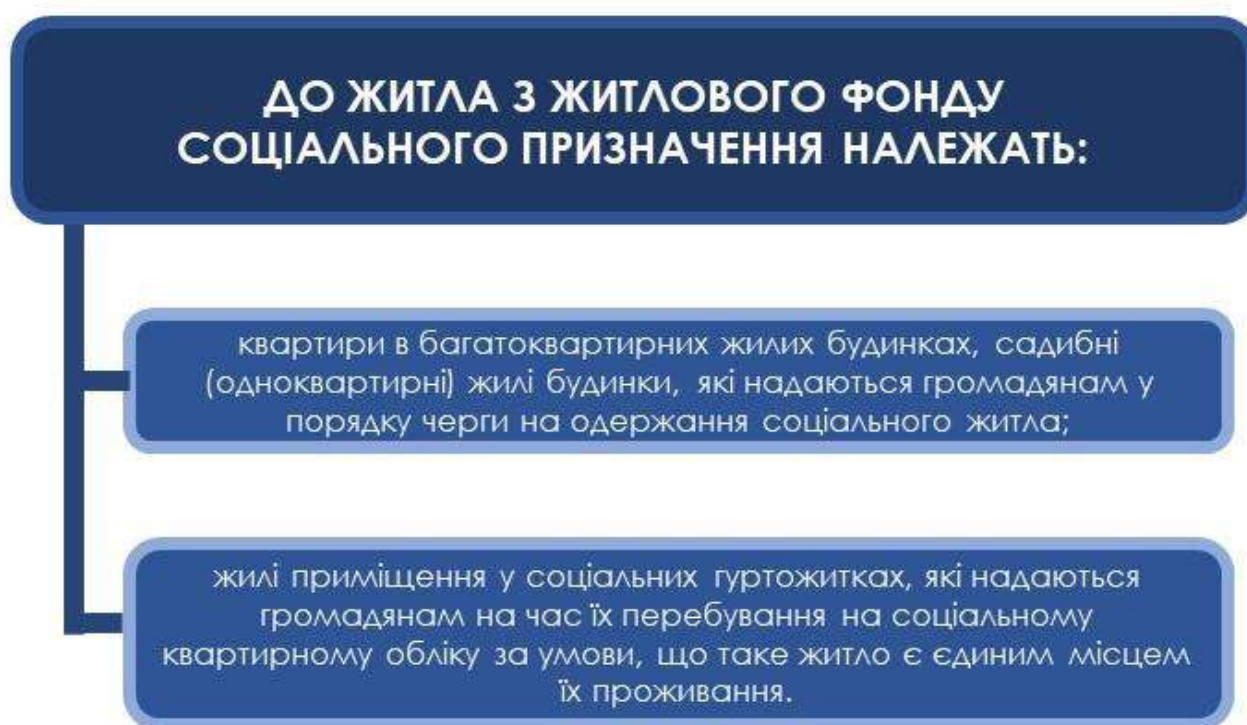 ДО ЖИТЛА З ЖИТЛОВОГО ФОНДУ
СОЦІАЛЬНОГО ПРИЗНАЧЕННЯ НАЛЕЖАТЬ:
квартири в багатоквартирних жилих будинках, садибні
(одноквартирні) жилі будинки, які надаються громадянам у
порядку черги на одержання соціального житла;
жилі приміщення у соціальних гуртожитках, які надаються
громадянам на час їх перебування на соціальному
квартирному обліку за умови, що таке житло є єдиним місцем
їх проживання.